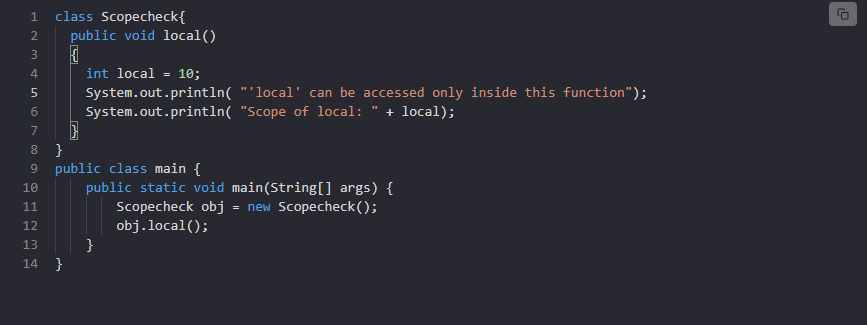 1 class Scopecheck{
2 public void local()
3 {
4 int local = 10;
5 System.out.println( "'local' can be accessed only inside this function");
6 System.out.println( "Scope of local: " + local);
7 }
8 }
9 public class main {
10 public static void main(String[] args) {
11 Scopecheck obj = new Scopecheck();
12 obj.local();
13 }
14 }